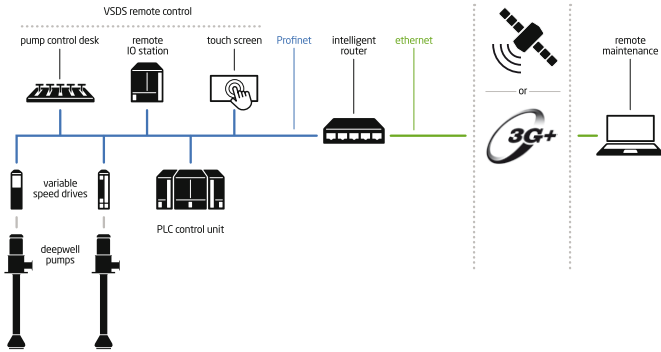 VSDS remote control
pump control desk
remote
IO station
touch screen
Profinet
intelligent
router
ethernet
remote
maintenance
or
3G+
variable
speed drives
PLC control unit
deepwell
pumps